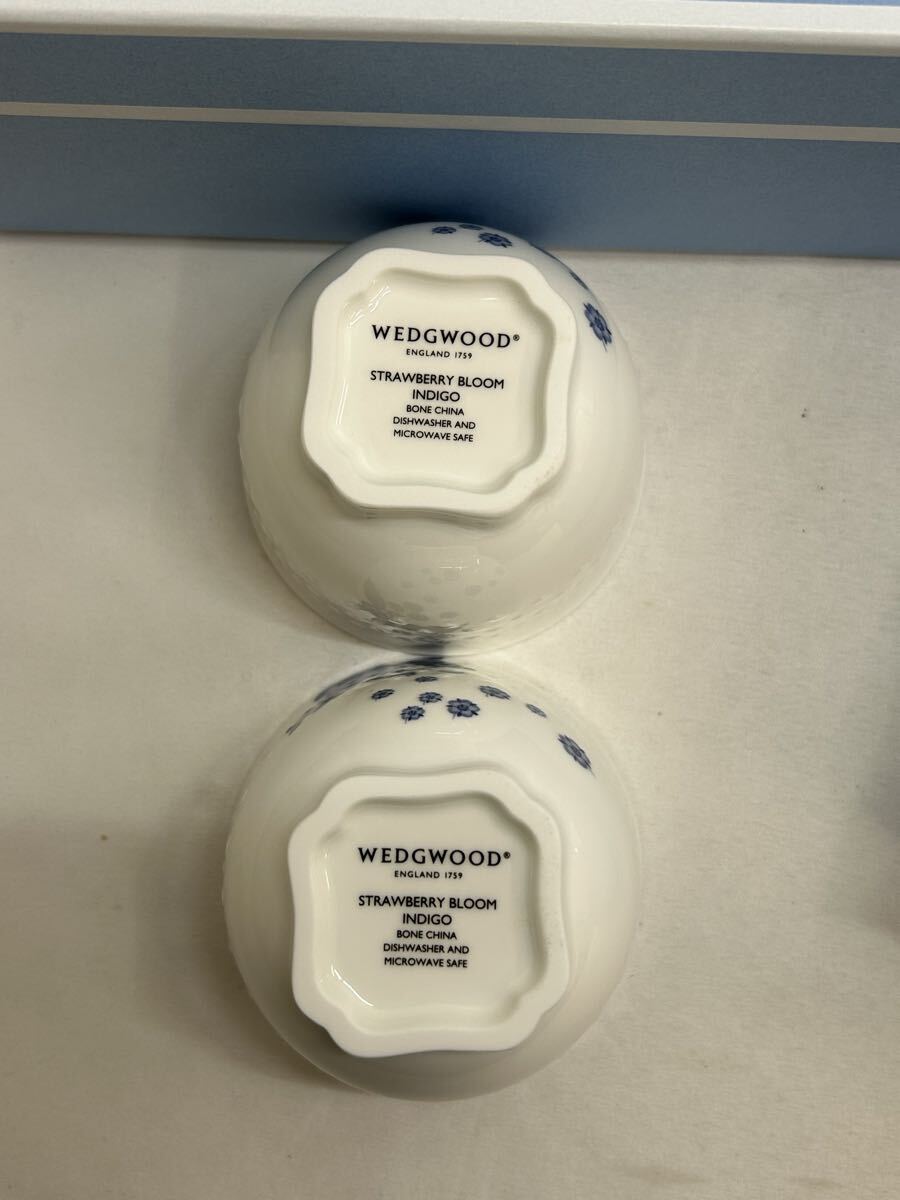 WEDGWOOD®
ENGLAND 1759
STRAWBERRY BLOOM
INDIGO
BONE CHINA
DISHWASHER AND
MICROWAVE SAFE
WEDGWOOD®
ENGLAND 1759
STRAWBERRY BLOOM
INDIGO
BONE CHINA
DISHWASHER AND
MICROWAVE SAFE